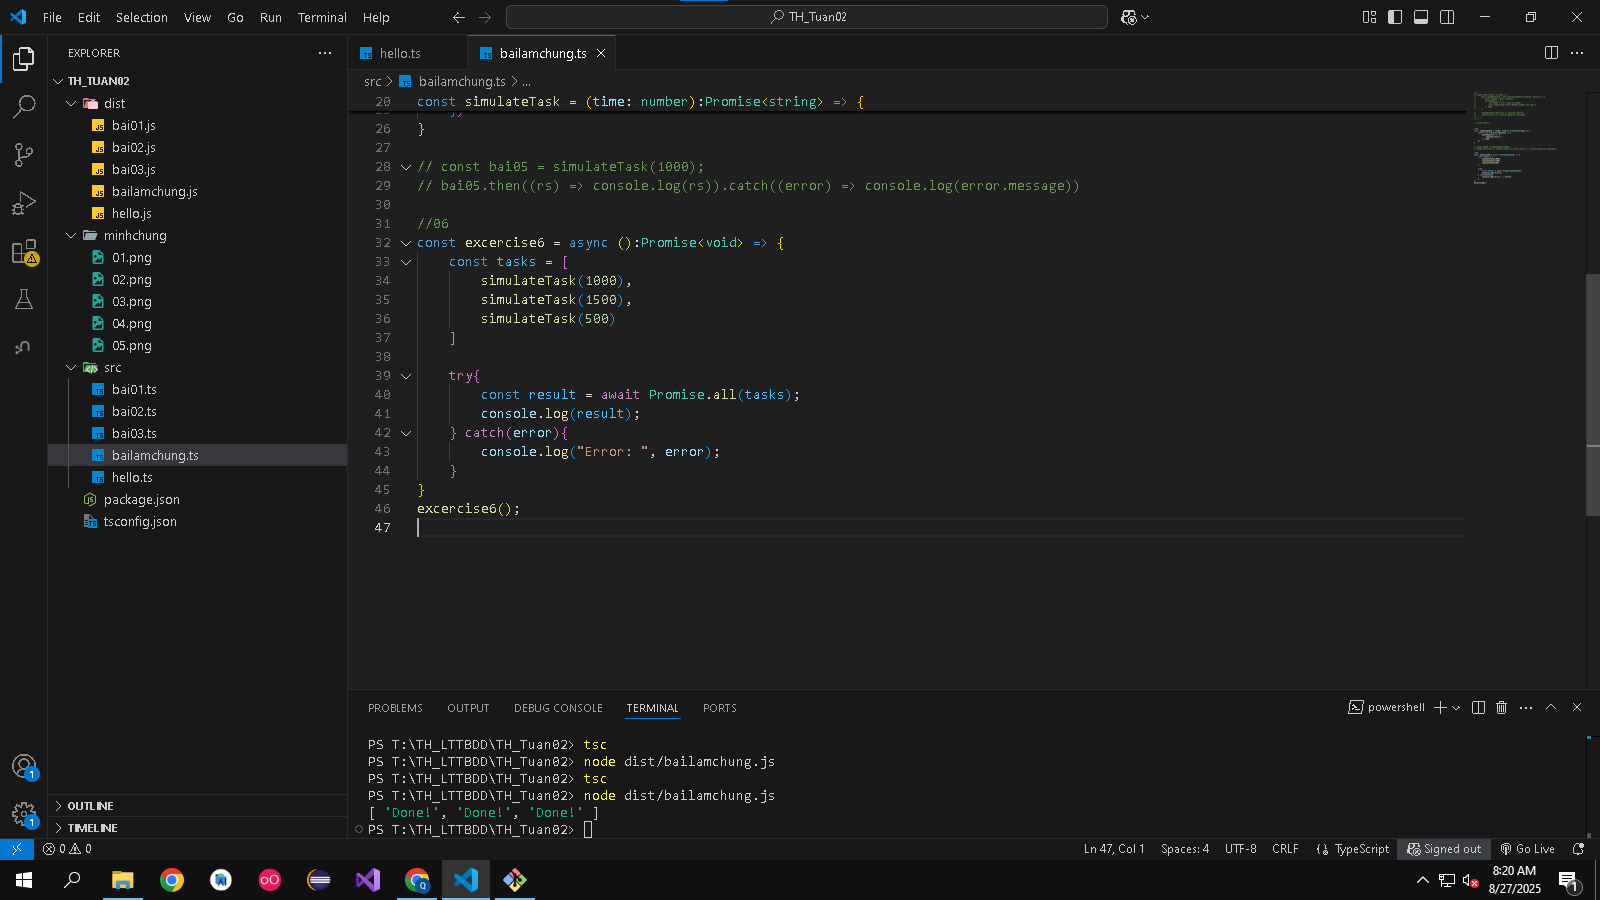 File Edit Selection View Go Run Terminal Help
TH_Tuan02
EXPLORER
TH_TUAN02
dist
bai01.js
bai02.js
bai03.js
bailamchung.js
hello.js
minhchung
01.png
02.png
03.png
04.png
05.png
src
bai01.ts
bai02.ts
bai03.ts
bailamchung.ts
hello.ts
package.json
tsconfig.json
OUTLINE
TIMELINE
hello.ts
bailamchung.ts
src > bailamchung.ts > ...
20 const simulateTask = (time: number):Promise<string> => {
26 }
27
28 // const bai05 = simulateTask(1000);
29 // bai05.then((rs) => console.log(rs)).catch((error) => console.log(error.message))
30
31 //06
32 const excercise6 = async ():Promise<void> => {
33 const tasks = [
34 simulateTask(1000),
35 simulateTask(1500),
36 simulateTask(500)
37 ]
38
39 try{
40 const result = await Promise.all(tasks);
41 console.log(result);
42 } catch(error){
43 console.log("Error: ", error);
44 }
45 }
46 excercise6();
47
PROBLEMS OUTPUT DEBUG CONSOLE TERMINAL PORTS
powershell
PS T:\TH_LTTBDD\TH_Tuan02> tsc
PS T:\TH_LTTBDD\TH_Tuan02> node dist/bailamchung.js
PS T:\TH_LTTBDD\TH_Tuan02> tsc
PS T:\TH_LTTBDD\TH_Tuan02> node dist/bailamchung.js
[ 'Done!', 'Done!', 'Done!' ]
PS T:\TH_LTTBDD\TH_Tuan02>
0 0
Ln 47, Col 1 Spaces: 4 UTF-8 CRLF {} TypeScript Signed out Go Live
8:20 AM
8/27/2025